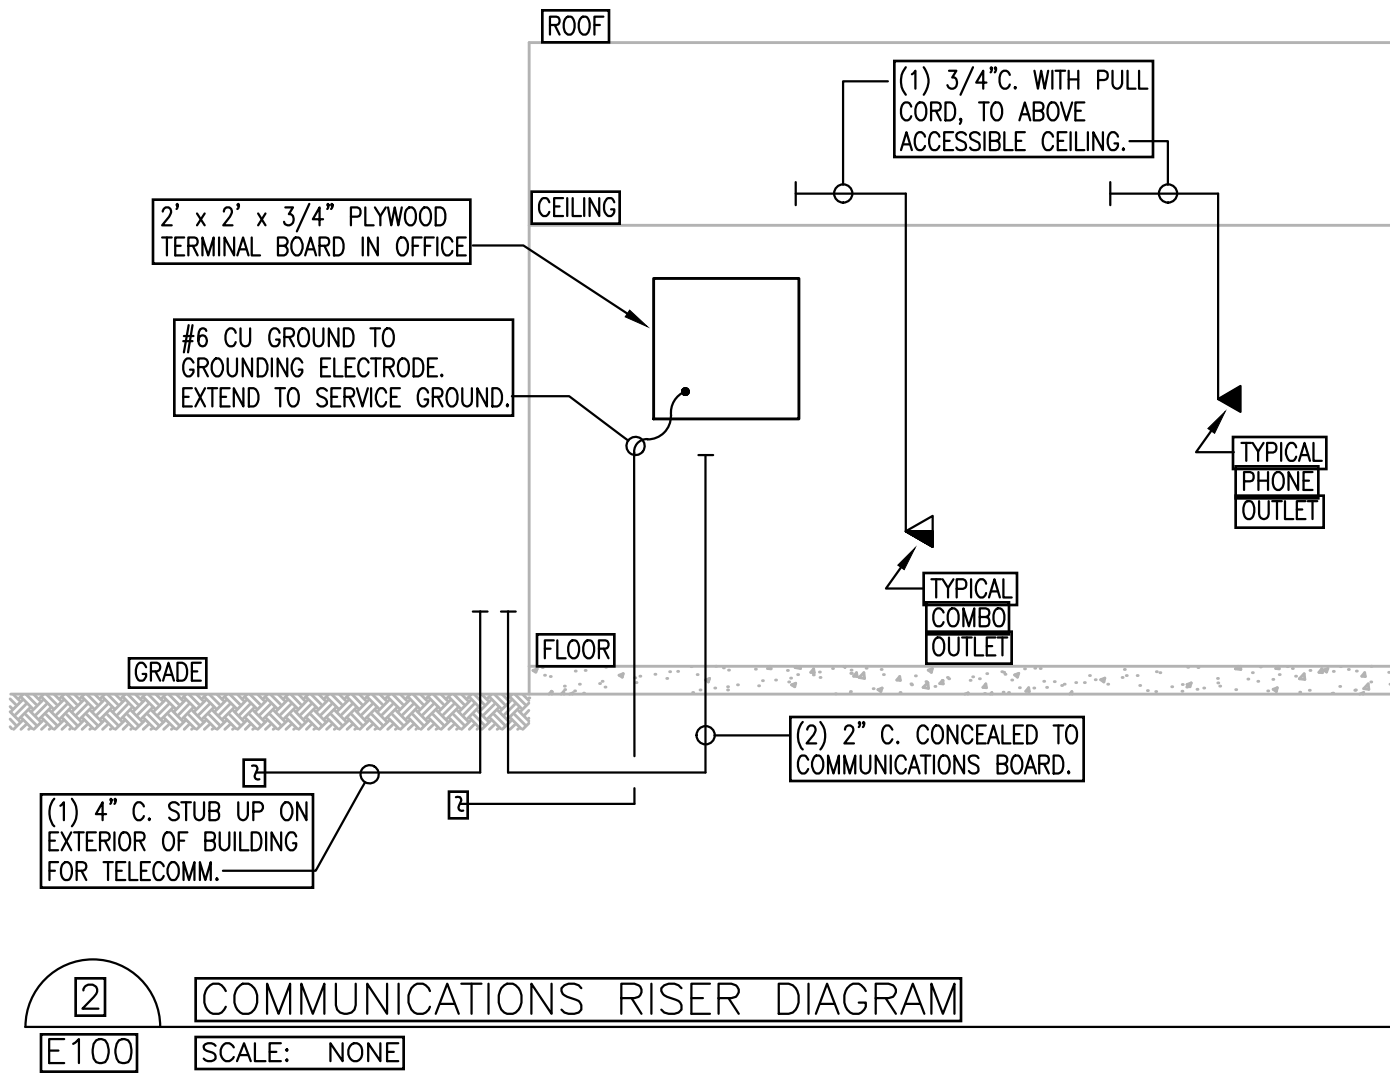 ROOF
(1) 3/4"C. WITH PULL
CORD, TO ABOVE
ACCESSIBLE CEILING.
CEILING
2' x 2' x 3/4" PLYWOOD
TERMINAL BOARD IN OFFICE
#6 CU GROUND TO
GROUNDING ELECTRODE.
EXTEND TO SERVICE GROUND.
TYPICAL
PHONE
OUTLET
TYPICAL
COMBO
OUTLET
FLOOR
GRADE
(2) 2" C. CONCEALED TO
COMMUNICATIONS BOARD.
(1) 4" C. STUB UP ON
EXTERIOR OF BUILDING
FOR TELECOMM.
2
COMMUNICATIONS RISER DIAGRAM
E100
SCALE: NONE